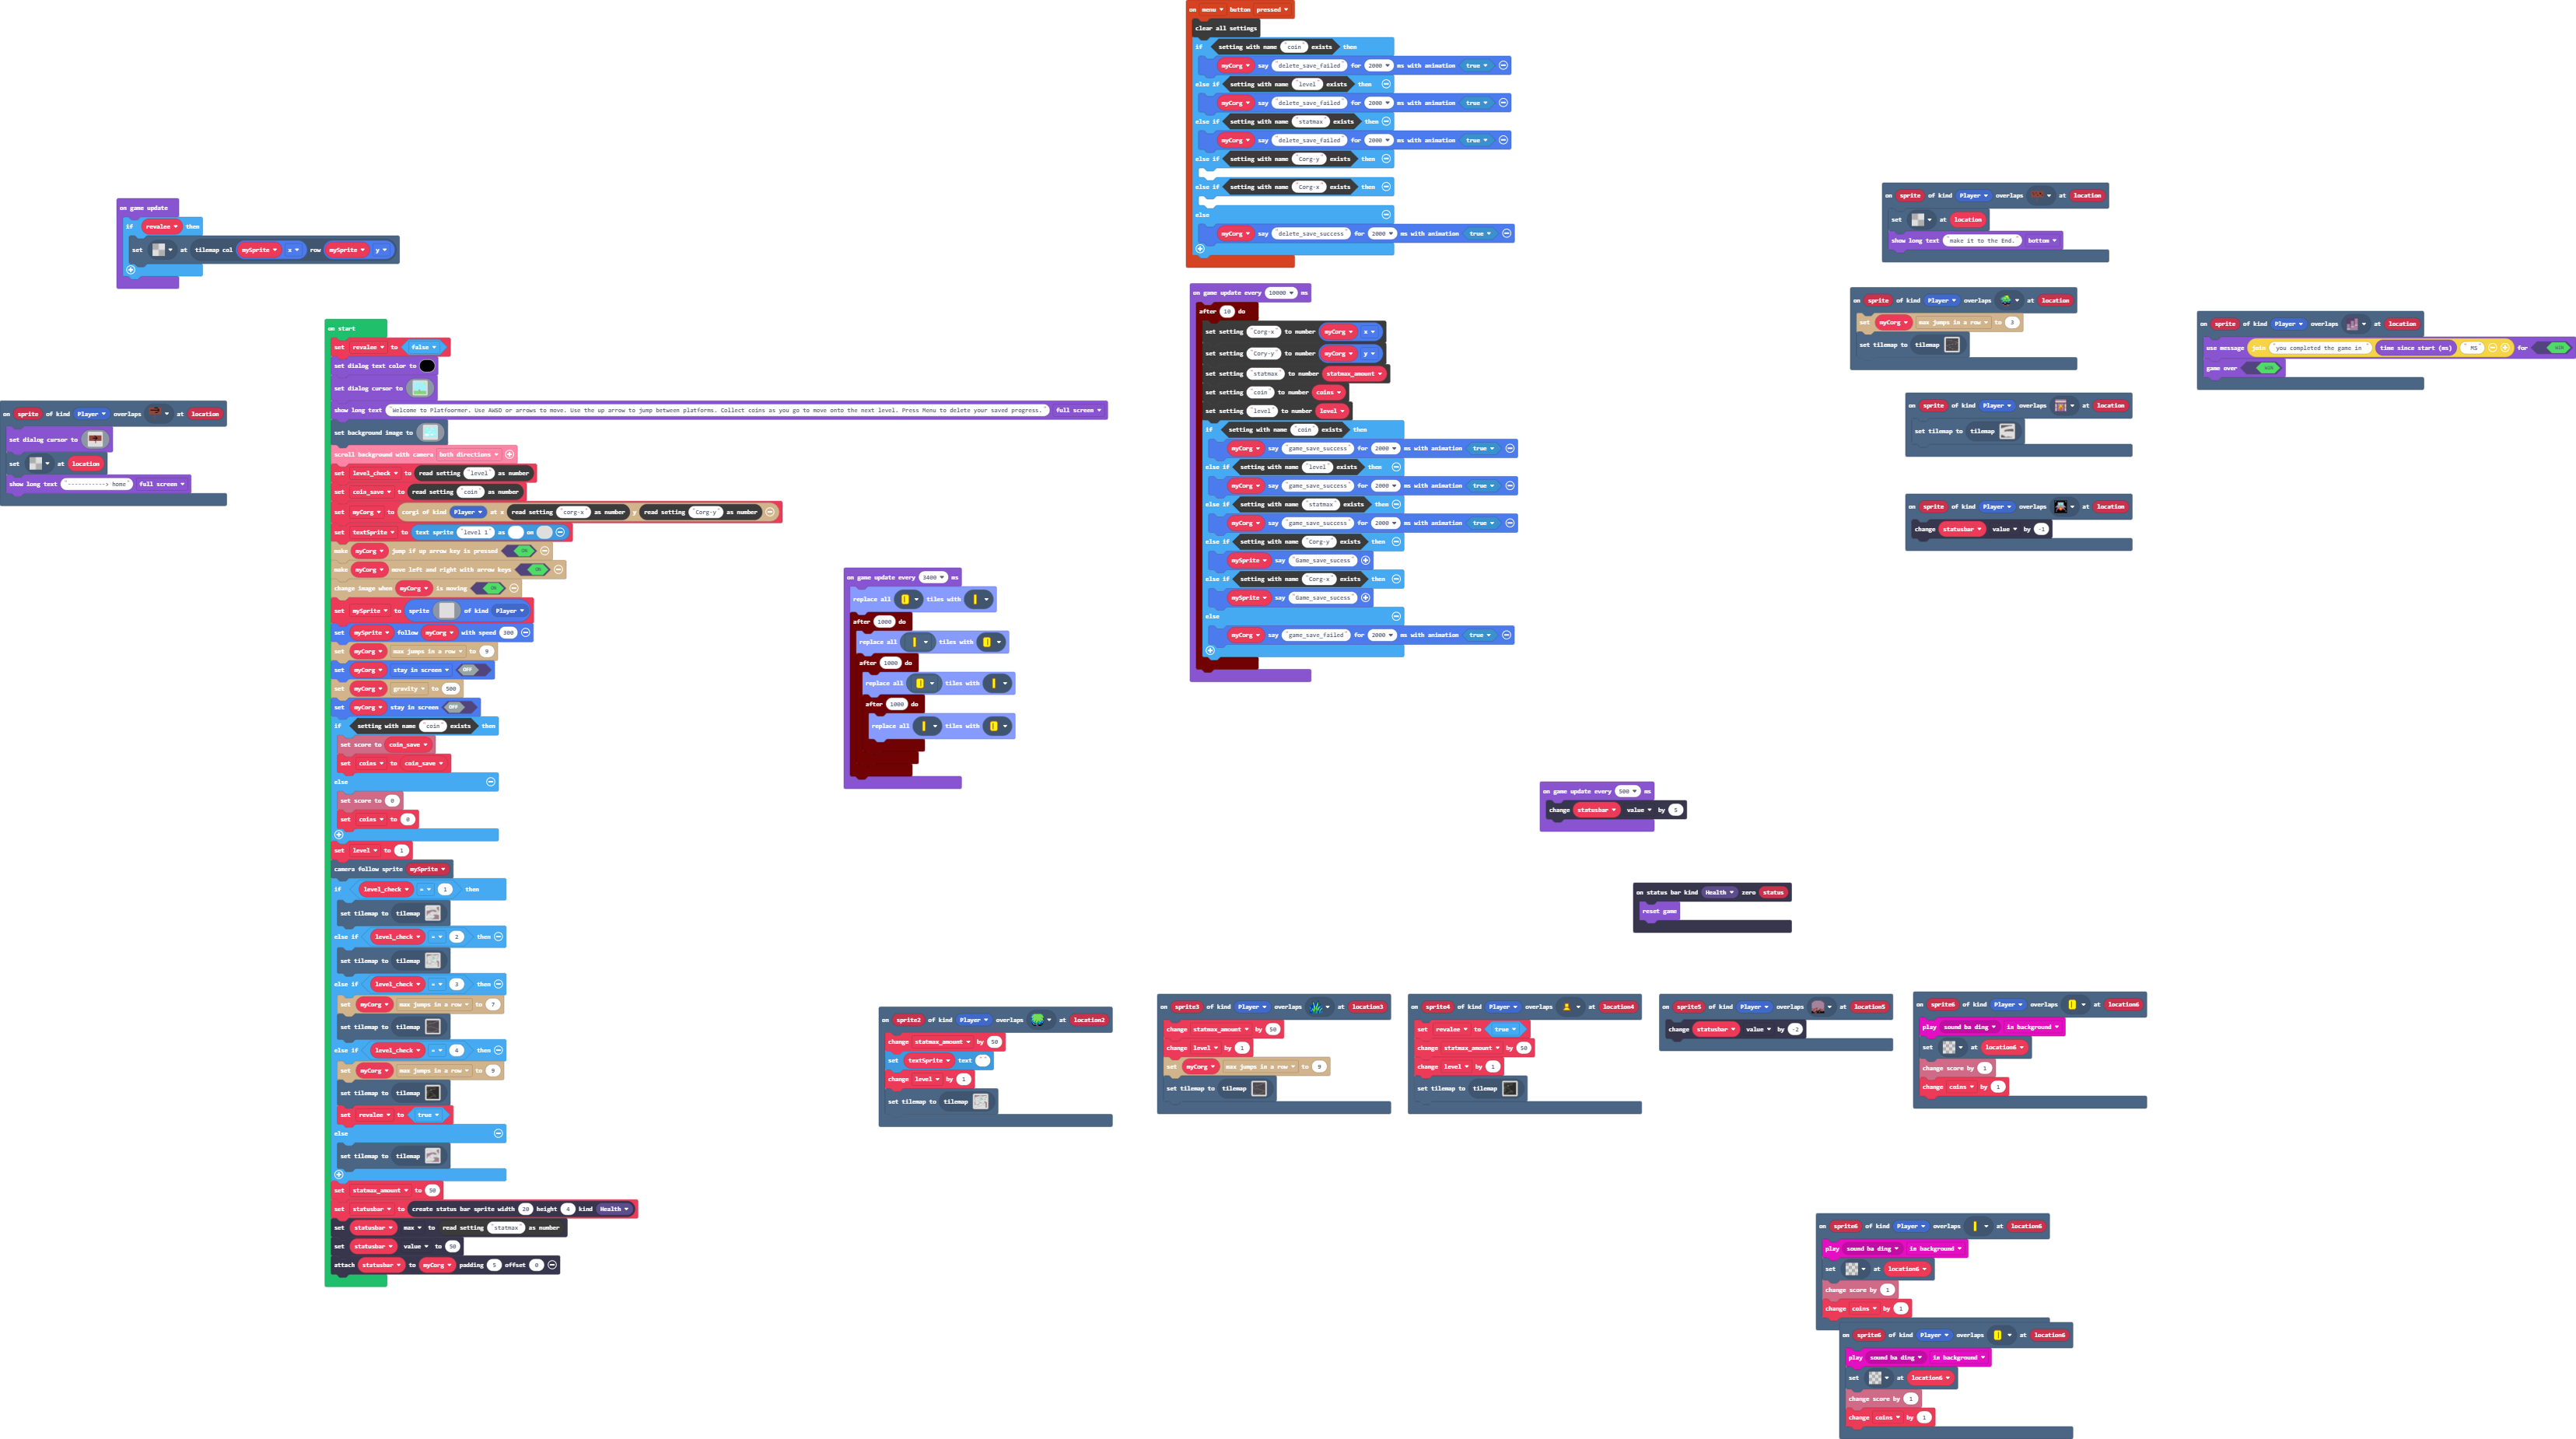 on menu button pressed
clear all settings
if setting with name "coin" exists then
myCorg say "delete_save_failed" for 2000 ms with animation true
else if setting with name "level" exists then
myCorg say "delete_save_failed" for 2000 ms with animation true
else if setting with name "statmax" exists then
myCorg say "delete_save_failed" for 2000 ms with animation true
else if setting with name "Corg-y" exists then
else if setting with name "Corg-x" exists then
else
myCorg say "delete_save_success" for 2000 ms with animation true
on game update
if revalee then
set at tilemap col mySprite x row mySprite y
on sprite of kind Player overlaps at location
set dialog cursor to
set at location
show long text "-----------> home" full screen
on start
set revalee to false
set dialog text color to
set dialog cursor to
show long text "Welcome to Platfoormer. Use AWSD or arrows to move. Use the up arrow to jump between platforms. Collect coins as you go to move onto the next level. Press Menu to delete your saved progress." full screen
set background image to
scroll background with camera both directions
set level_check to read setting "level" as number
set coin_save to read setting "coin" as number
set myCorg to corgi of kind Player at x read setting "corg-x" as number y read setting "Corg-y" as number
set textSprite to text sprite "level 1" as on
make myCorg jump if up arrow key is pressed ON
make myCorg move left and right with arrow keys ON
change image when myCorg is moving ON
set mySprite to sprite of kind Player
set mySprite follow myCorg with speed 300
set myCorg max jumps in a row to 9
set myCorg stay in screen OFF
set myCorg gravity to 500
set myCorg stay in screen OFF
if setting with name "coin" exists then
set score to coin_save
set coins to coin_save
else
set score to 0
set coins to 0
set level to 1
camera follow sprite mySprite
if level_check = 1 then
set tilemap to tilemap
else if level_check = 2 then
set tilemap to tilemap
else if level_check = 3 then
set myCorg max jumps in a row to 7
set tilemap to tilemap
else if level_check = 4 then
set myCorg max jumps in a row to 9
set tilemap to tilemap
set revalee to true
else
set tilemap to tilemap
set statmax_amount to 50
set statusbar to create status bar sprite width 20 height 4 kind Health
set statusbar max to read setting "statmax" as number
set statusbar value to 50
attach statusbar to myCorg padding 5 offset 0
on game update every 3400 ms
replace all tiles with
after 1000 do
replace all tiles with
after 1000 do
replace all tiles with
after 1000 do
replace all tiles with
on game update every 10000 ms
after 10 do
set setting "Corg-x" to number myCorg x
set setting "Cory-y" to number myCorg y
set setting "statmax" to number statmax_amount
set setting "coin" to number coins
set setting "level" to number level
if setting with name "coin" exists then
myCorg say "game_save_success" for 2000 ms with animation true
else if setting with name "level" exists then
myCorg say "game_save_success" for 2000 ms with animation true
else if setting with name "statmax" exists then
myCorg say "game_save_success" for 2000 ms with animation true
else if setting with name "Corg-y" exists then
mySprite say "Game_save_sucess"
else if setting with name "Corg-x" exists then
mySprite say "Game_save_sucess"
else
myCorg say "game_save_failed" for 2000 ms with animation true
on sprite of kind Player overlaps at location
set at location
show long text "make it to the End." bottom
on sprite of kind Player overlaps at location
set myCorg max jumps in a row to 3
set tilemap to tilemap
on sprite of kind Player overlaps at location
use message join "you completed the game in " time since start (ms) " MS" for WIN
game over WIN
on sprite of kind Player overlaps at location
set tilemap to tilemap
on sprite of kind Player overlaps at location
change statusbar value by -1
on game update every 500 ms
change statusbar value by 5
on status bar kind Health zero status
reset game
on sprite2 of kind Player overlaps at location2
change statmax_amount by 50
set textSprite text " "
change level by 1
set tilemap to tilemap
on sprite3 of kind Player overlaps at location3
change statmax_amount by 50
change level by 1
set myCorg max jumps in a row to 9
set tilemap to tilemap
on sprite4 of kind Player overlaps at location4
set revalee to true
change statmax_amount by 50
change level by 1
set tilemap to tilemap
on sprite5 of kind Player overlaps at location5
change statusbar value by -2
on sprite6 of kind Player overlaps at location6
play sound ba ding in background
set at location6
change score by 1
change coins by 1
on sprite6 of kind Player overlaps at location6
play sound ba ding in background
set at location6
change score by 1
change coins by 1
on sprite6 of kind Player overlaps at location6
play sound ba ding in background
set at location6
change score by 1
change coins by 1